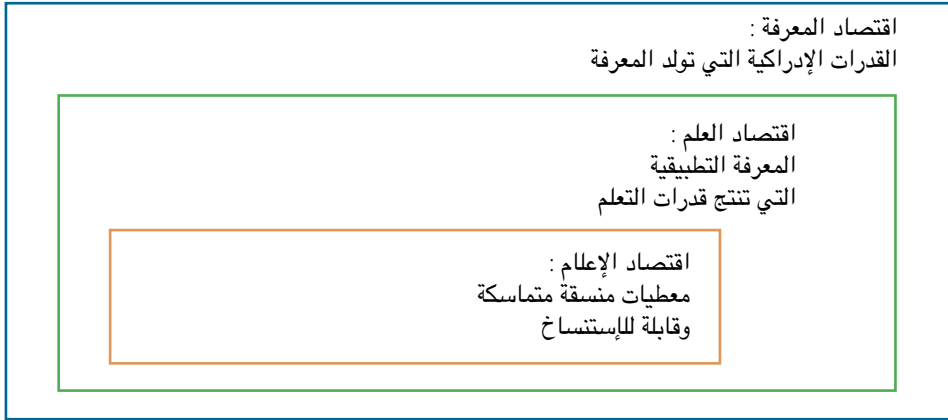 اقتصاد المعرفة :
القدرات الإدراكية التي تولد المعرفة
اقتصاد العلم :
المعرفة التطبيقية
التي تنتج قدرات التعلم
اقتصاد الإعلام :
معطيات منسقة متماسكة
وقابلة للإستنساخ